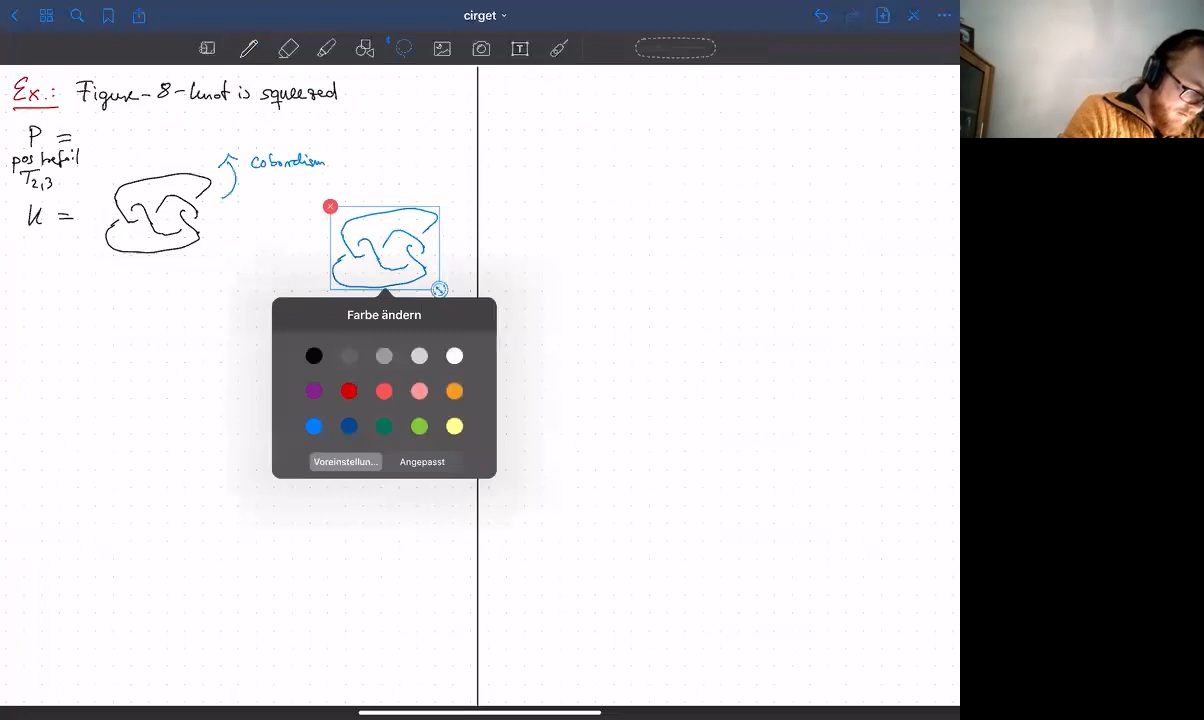 cirget
Ex.: Figure-8-knot is squeezed
P =
pos trefoil
T2,3
cobordism
K =
Farbe ändern
Voreinstellun...
Angepasst